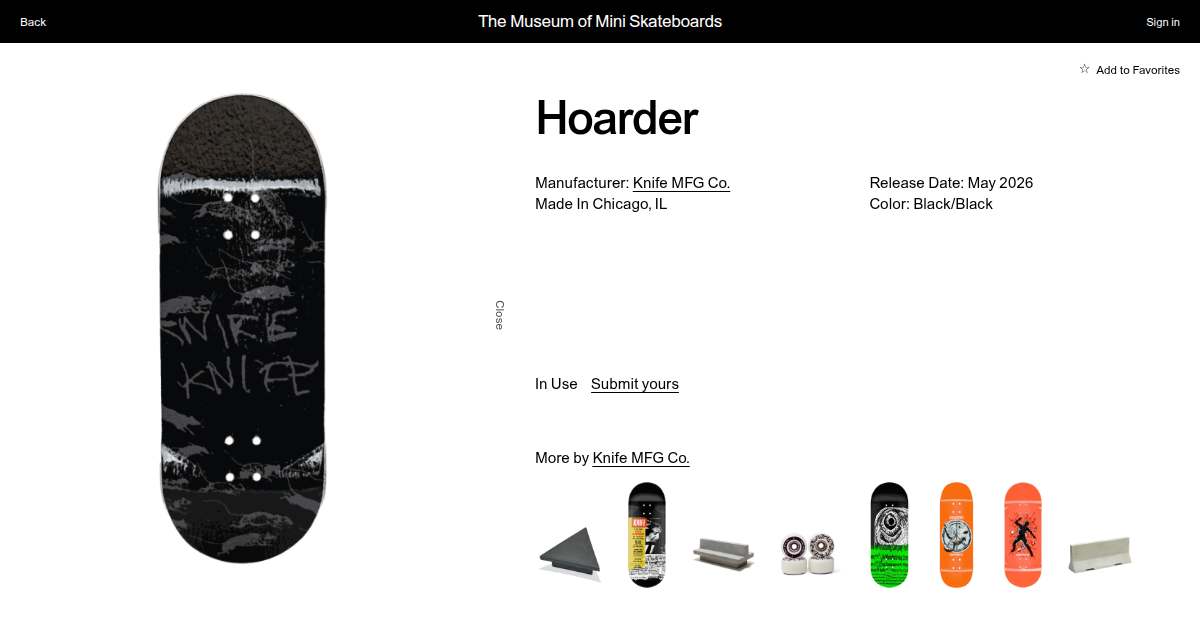 Back
The Museum of Mini Skateboards
Sign in
☆ Add to Favorites
Hoarder
Manufacturer: Knife MFG Co.
Made In Chicago, IL
Release Date: May 2026
Color: Black/Black
KNIFE
KNIFE
Close
In Use Submit yours
More by Knife MFG Co.